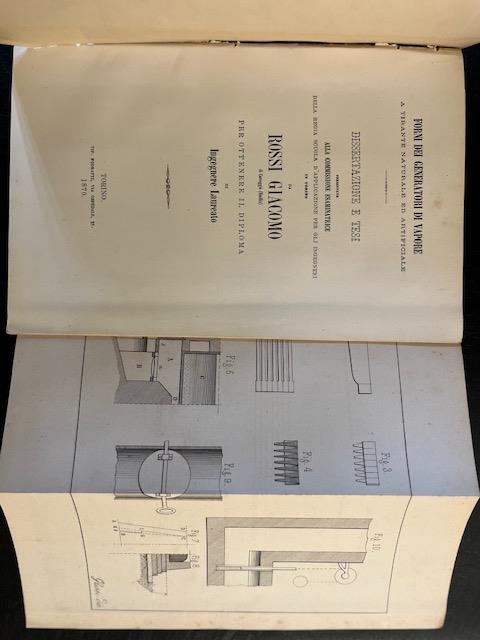 FORNI DEI GENERATORI DI VAPORE
A TIRANTE NATURALE ED ARTIFICIALE
DISSERTAZIONE E TESI
PRESENTATE
ALLA COMMISSIONE ESAMINATRICE
DELLA REGIA SCUOLA D'APPLICAZIONE PER GLI INGEGNERI
IN TORINO
DA
ROSSI GIACOMO
PER OTTENERE IL DIPLOMA
DI
Ingegnere Laureato
TORINO,
1870.
Fig. 3.
Fig. 4.
Fig. 6.
A
B
C
Fig. 9.
Fig. 10.
Fig. 7.
Fig. 8.